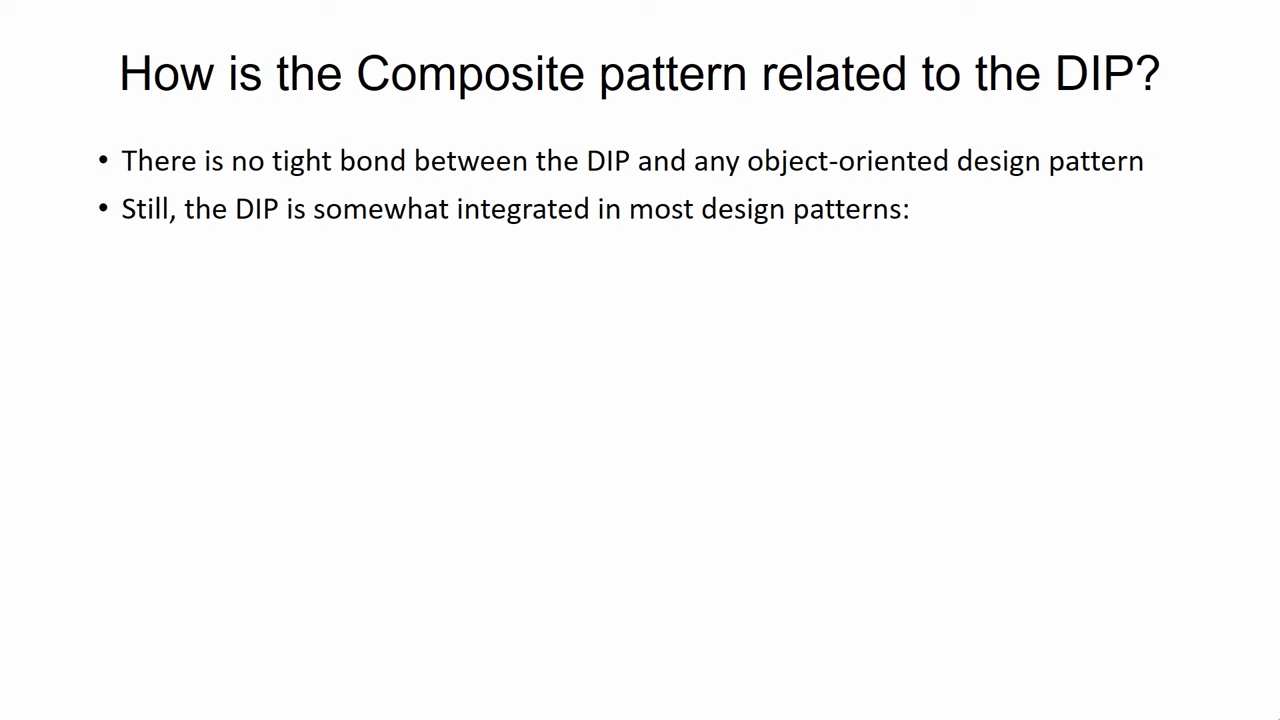 How is the Composite pattern related to the DIP?
• There is no tight bond between the DIP and any object-oriented design pattern
• Still, the DIP is somewhat integrated in most design patterns: